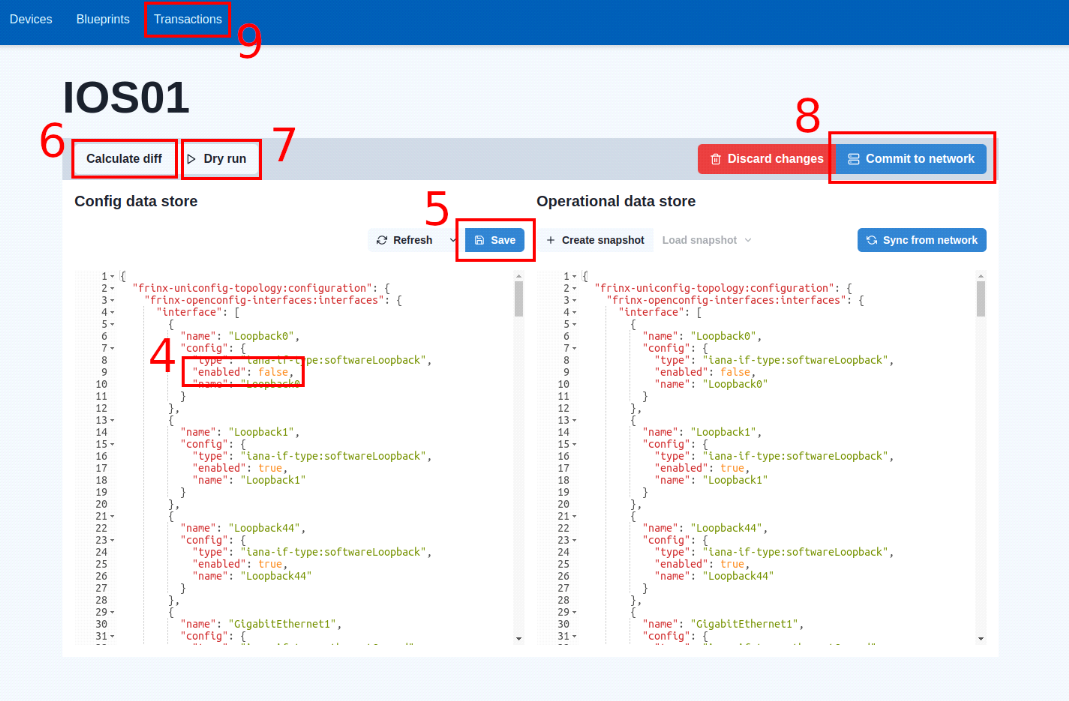 Devices Blueprints Transactions
9
IOS01
6 Calculate diff Dry run 7 Discard changes 8 Commit to network
Config data store
Operational data store
Refresh 5 Save
Create snapshot Load snapshot Sync from network
1 {
2 "frinx-uniconfig-topology:configuration": {
3 "frinx-openconfig-interfaces:interfaces": {
4 "interface": [
5 {
6 "name": "Loopback0",
7 "config": {
4
8 "type": "iana-if-type:softwareLoopback",
9 "enabled": false,
10 "name": "Loopback0"
11 }
12 },
13 {
14 "name": "Loopback1",
15 "config": {
16 "type": "iana-if-type:softwareLoopback",
17 "enabled": true,
18 "name": "Loopback1"
19 }
20 },
21 {
22 "name": "Loopback44",
23 "config": {
24 "type": "iana-if-type:softwareLoopback",
25 "enabled": true,
26 "name": "Loopback44"
27 }
28 },
29 {
30 "name": "GigabitEthernet1",
31 "config": {
1 {
2 "frinx-uniconfig-topology:configuration": {
3 "frinx-openconfig-interfaces:interfaces": {
4 "interface": [
5 {
6 "name": "Loopback0",
7 "config": {
8 "type": "iana-if-type:softwareLoopback",
9 "enabled": false,
10 "name": "Loopback0"
11 }
12 },
13 {
14 "name": "Loopback1",
15 "config": {
16 "type": "iana-if-type:softwareLoopback",
17 "enabled": true,
18 "name": "Loopback1"
19 }
20 },
21 {
22 "name": "Loopback44",
23 "config": {
24 "type": "iana-if-type:softwareLoopback",
25 "enabled": true,
26 "name": "Loopback44"
27 }
28 },
29 {
30 "name": "GigabitEthernet1",
31 "config": {